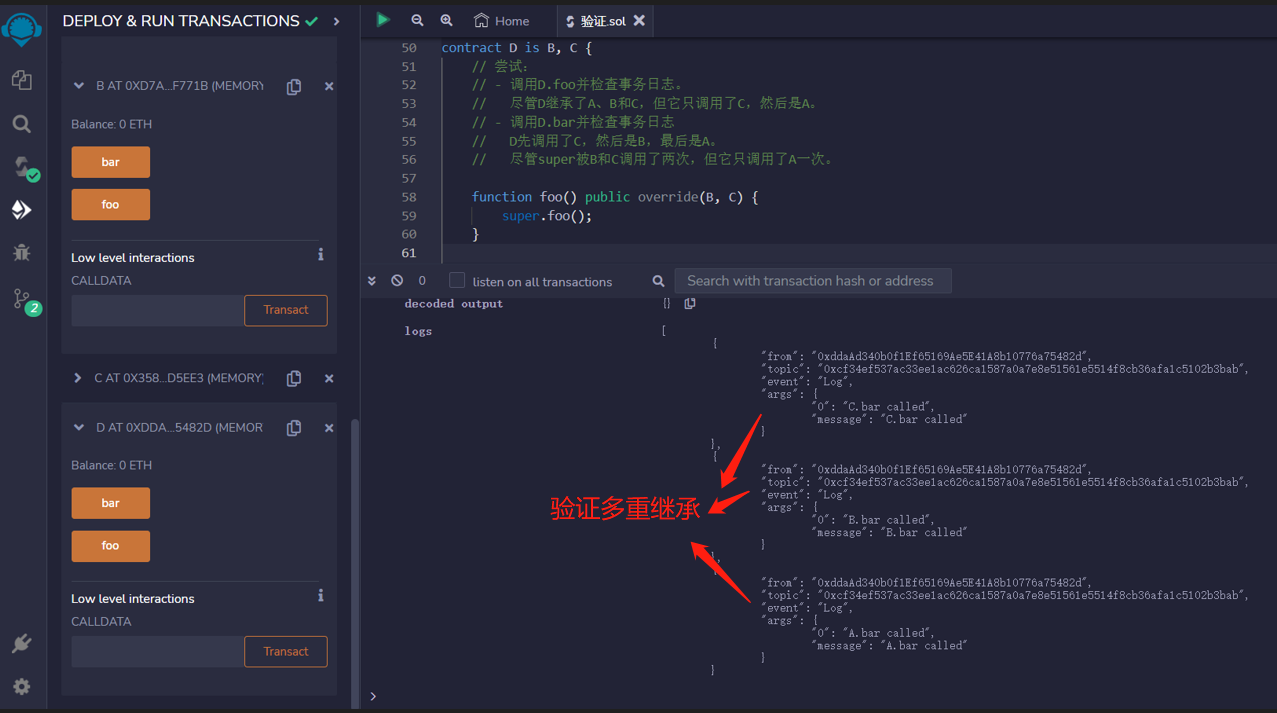 DEPLOY & RUN TRANSACTIONS
B AT 0XD7A...F771B (MEMORY)
Balance: 0 ETH
bar
foo
Low level interactions
CALLDATA
Transact
C AT 0X358...D5EE3 (MEMORY)
D AT 0XDDA...5482D (MEMOR
Balance: 0 ETH
bar
foo
Low level interactions
CALLDATA
Transact
2
Home
验证.sol
50 contract D is B, C {
51 // 尝试:
52 // - 调用D.foo并检查事务日志。
53 //   尽管D继承了A、B和C，但它只调用了C，然后是A。
54 // - 调用D.bar并检查事务日志
55 //   D先调用了C，然后是B，最后是A。
56 //   尽管super被B和C调用了两次，但它只调用了A一次。
57
58 function foo() public override(B, C) {
59 super.foo();
60 }
61
0
listen on all transactions
Search with transaction hash or address
decoded output {}
logs [
{
"from": "0xddaAd340b0f1Ef65169Ae5E41A8b10776a75482d",
"topic": "0xcf34ef537ac33ee1ac626ca1587a0a7e8e51561e5514f8cb36afa1c5102b3bab",
"event": "Log",
"args": {
"0": "C.bar called",
"message": "C.bar called"
}
},
{
"from": "0xddaAd340b0f1Ef65169Ae5E41A8b10776a75482d",
"topic": "0xcf34ef537ac33ee1ac626ca1587a0a7e8e51561e5514f8cb36afa1c5102b3bab",
"event": "Log",
"args": {
"0": "B.bar called",
"message": "B.bar called"
}
},
{
"from": "0xddaAd340b0f1Ef65169Ae5E41A8b10776a75482d",
"topic": "0xcf34ef537ac33ee1ac626ca1587a0a7e8e51561e5514f8cb36afa1c5102b3bab",
"event": "Log",
"args": {
"0": "A.bar called",
"message": "A.bar called"
}
}
验证多重继承
>